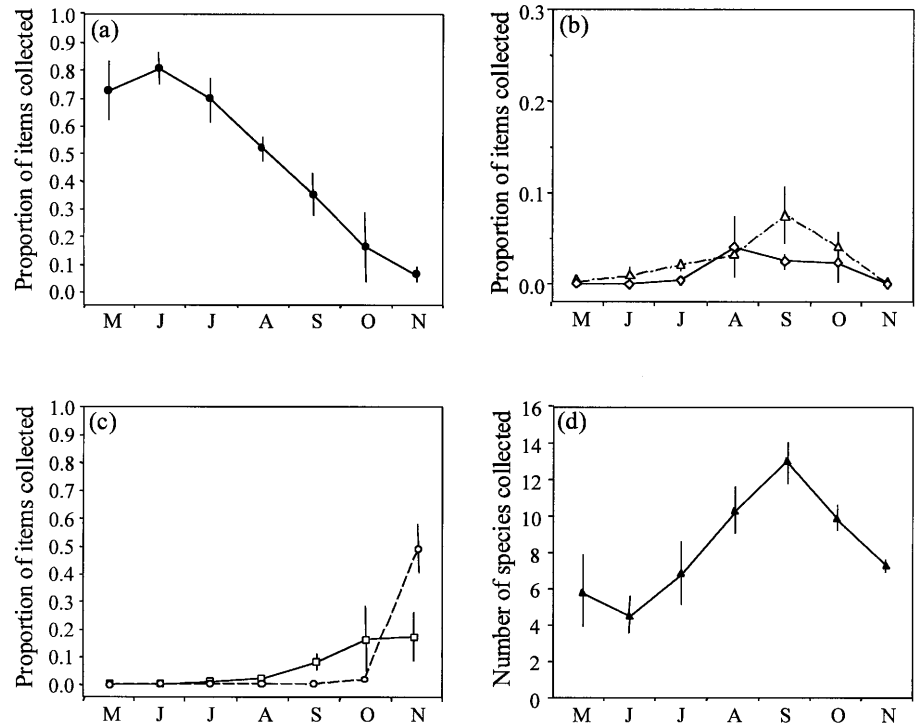 (a)
Proportion of items collected
1.0
0.9
0.8
0.7
0.6
0.5
0.4
0.3
0.2
0.1
0.0
M J J A S O N
(b)
Proportion of items collected
0.3
0.2
0.1
0.0
M J J A S O N
(c)
Proportion of items collected
1.0
0.9
0.8
0.7
0.6
0.5
0.4
0.3
0.2
0.1
0.0
M J J A S O N
(d)
Number of species collected
16
14
12
10
8
6
4
2
0
M J J A S O N